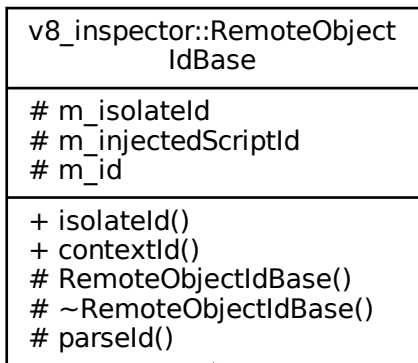 v8_inspector::RemoteObject
IdBase
# m_isolateId
# m_injectedScriptId
# m_id
+ isolateId()
+ contextId()
# RemoteObjectIdBase()
# ~RemoteObjectIdBase()
# parseId()